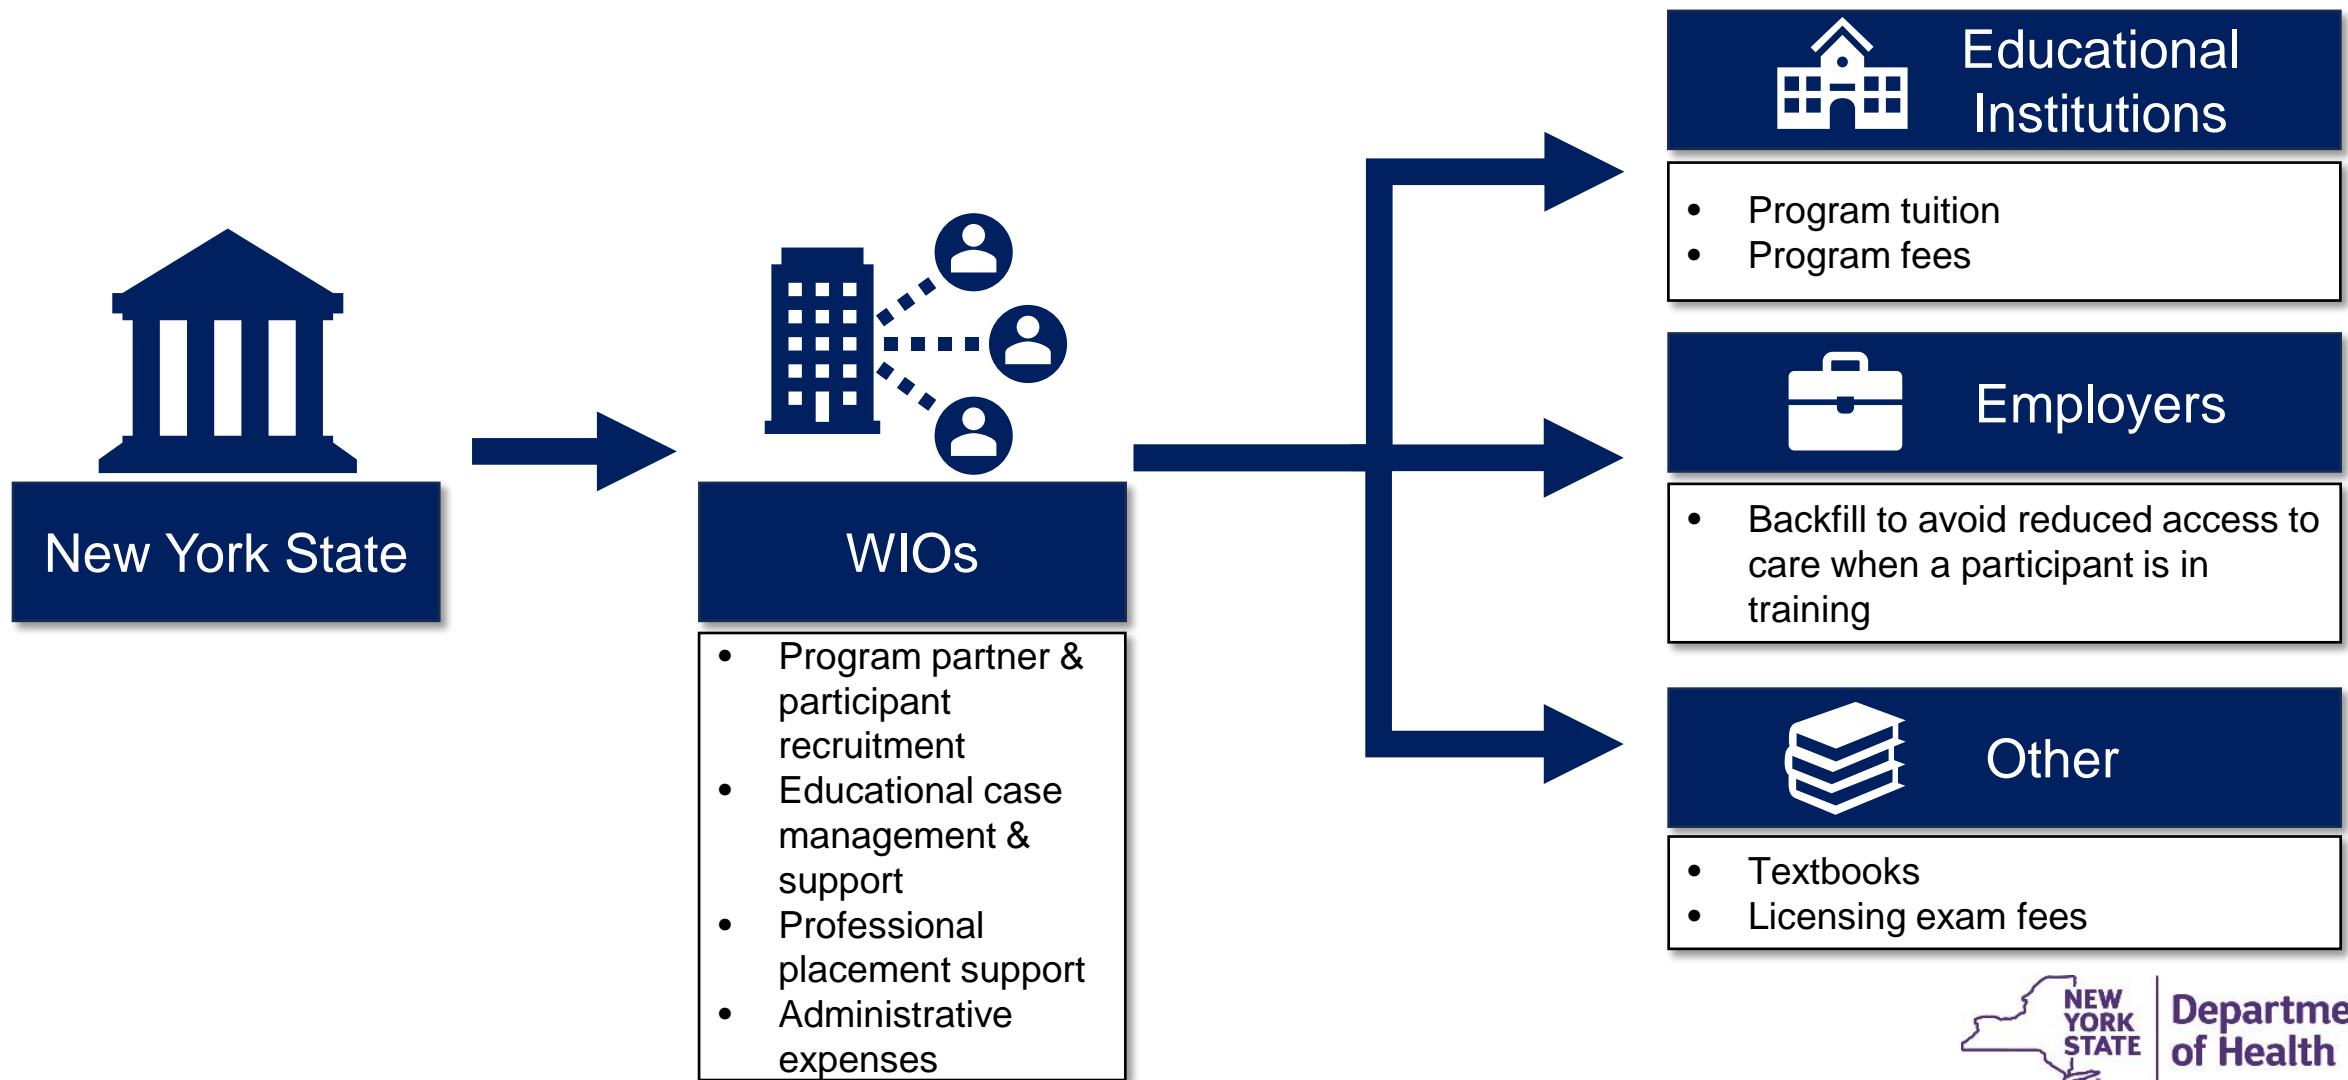 New York State
WIOs
• Program partner &
participant
recruitment
• Educational case
management &
support
• Professional
placement support
• Administrative
expenses
Educational
Institutions
• Program tuition
• Program fees
Employers
• Backfill to avoid reduced access to
care when a participant is in
training
Other
• Textbooks
• Licensing exam fees
NEW
YORK
STATE
Departme
of Health